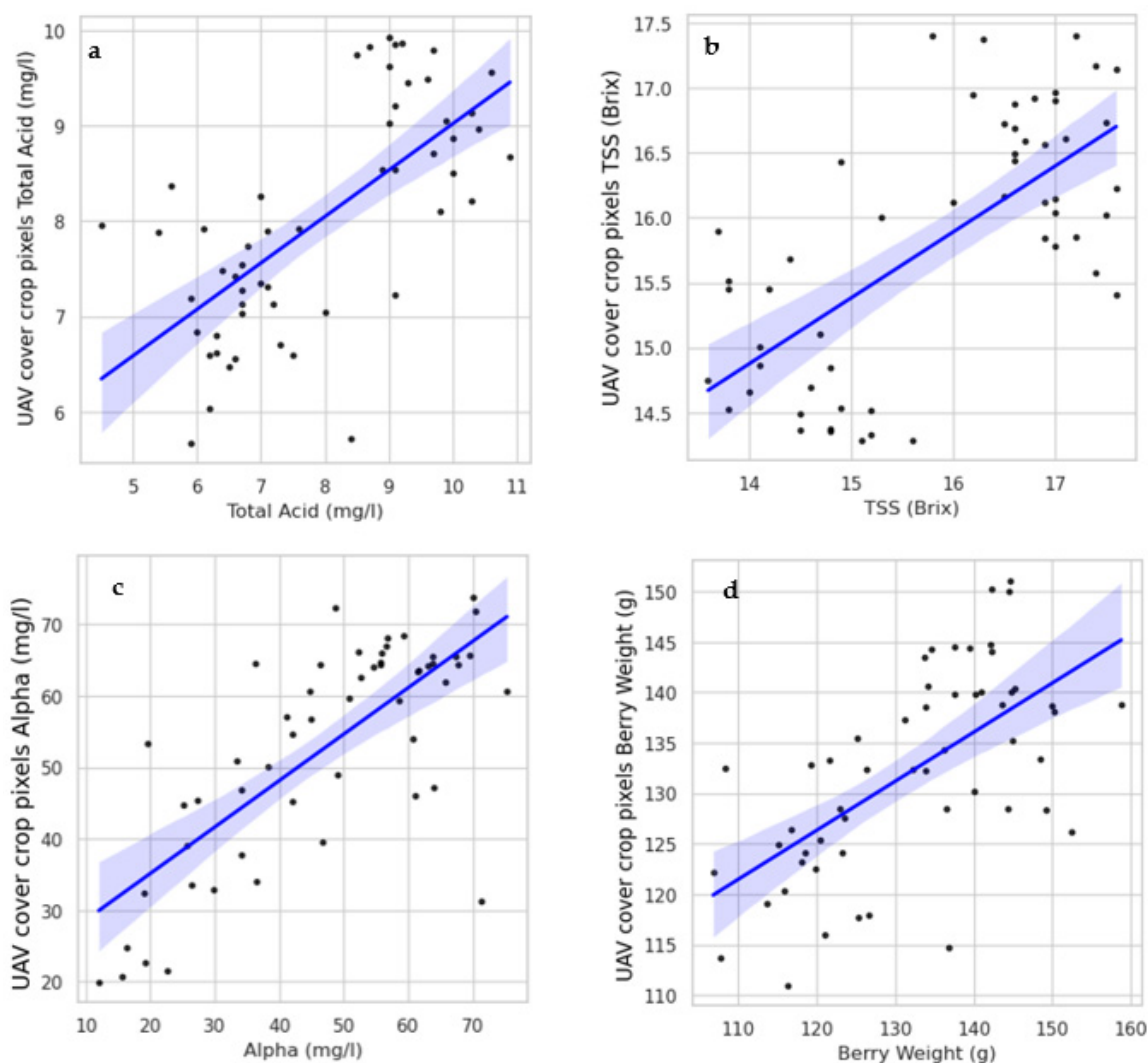 a
UAV cover crop pixels Total Acid (mg/l)
10
9
8
7
6
5 6 7 8 9 10 11
Total Acid (mg/l)
b
UAV cover crop pixels TSS (Brix)
17.5
17.0
16.5
16.0
15.5
15.0
14.5
14 15 16 17
TSS (Brix)
c
UAV cover crop pixels Alpha (mg/l)
70
60
50
40
30
20
10 20 30 40 50 60 70
Alpha (mg/l)
d
UAV cover crop pixels Berry Weight (g)
150
145
140
135
130
125
120
115
110
110 120 130 140 150 160
Berry Weight (g)